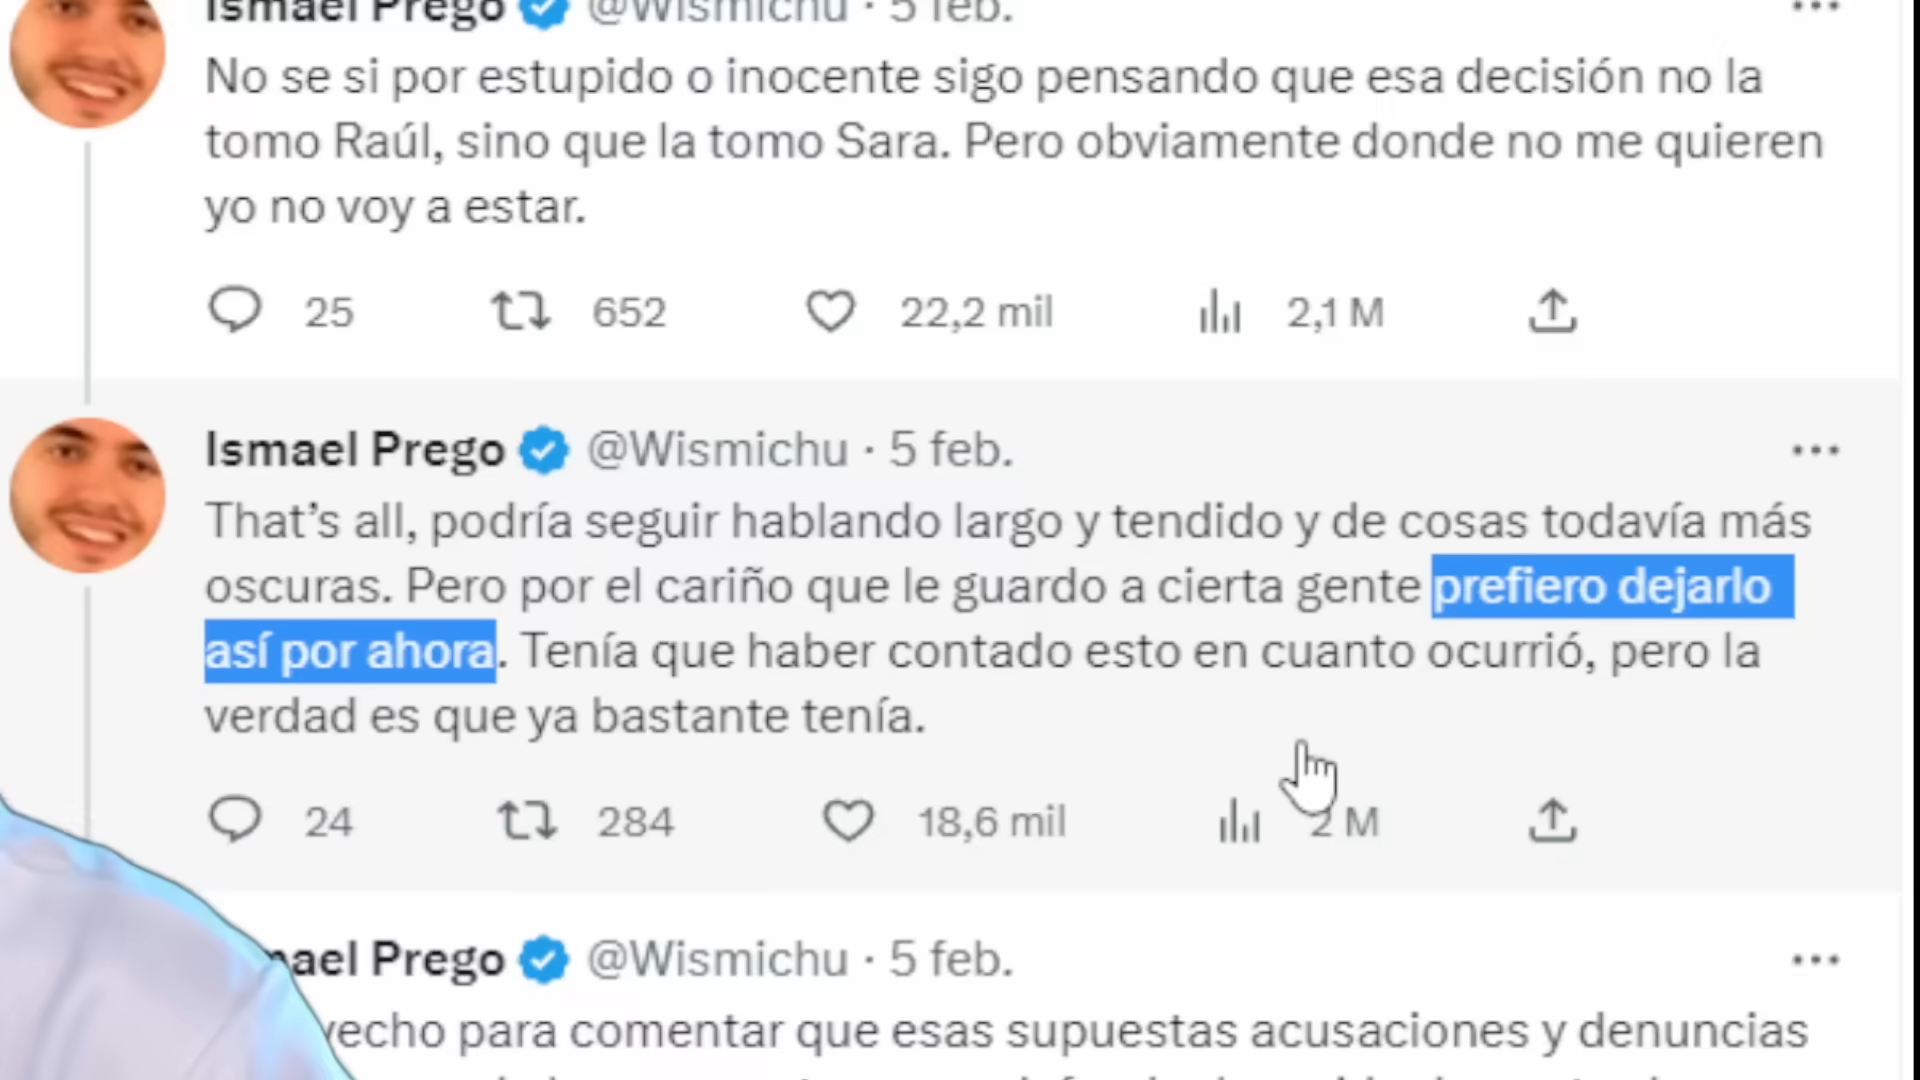 Ismael Prego @Wismichu · 5 feb.
No se si por estupido o inocente sigo pensando que esa decisión no la
tomo Raúl, sino que la tomo Sara. Pero obviamente donde no me quieren
yo no voy a estar.
25 652 22,2 mil 2,1 M
Ismael Prego @Wismichu · 5 feb.
That’s all, podría seguir hablando largo y tendido y de cosas todavía más
oscuras. Pero por el cariño que le guardo a cierta gente prefiero dejarlo
así por ahora. Tenía que haber contado esto en cuanto ocurrió, pero la
verdad es que ya bastante tenía.
24 284 18,6 mil 2 M
mael Prego @Wismichu · 5 feb.
vecho para comentar que esas supuestas acusaciones y denuncias